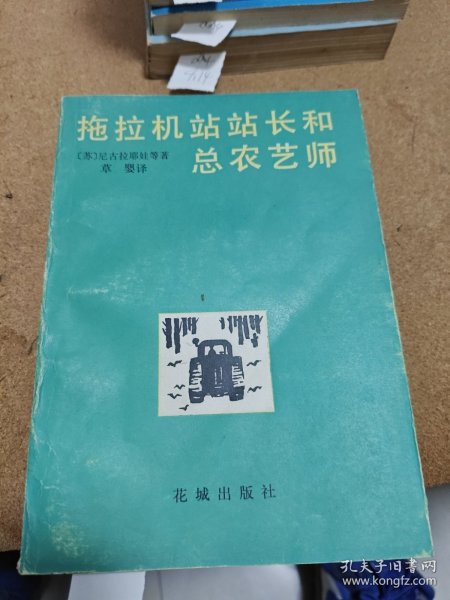 拖拉机站站长和
总农艺师
〔苏〕尼古拉耶娃等著
草婴译
花城出版社
孔夫子旧书网
www.kongfz.com